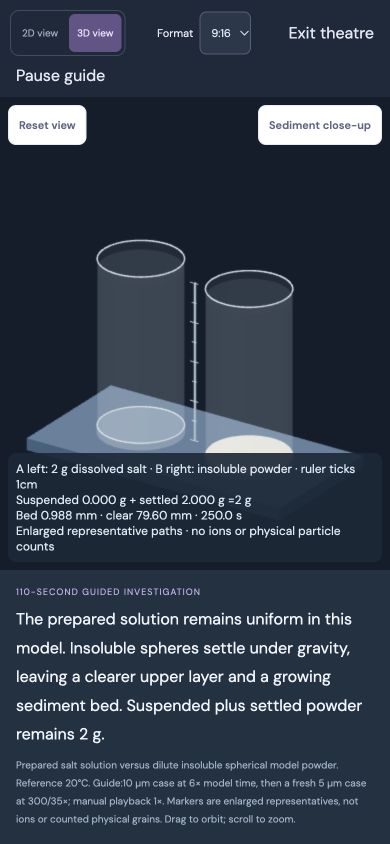 2D view 3D view Format 9:16 Exit theatre
Pause guide
Reset view Sediment close-up
A left: 2 g dissolved salt · B right: insoluble powder · ruler ticks
1cm
Suspended 0.000 g + settled 2.000 g =2 g
Bed 0.988 mm · clear 79.60 mm · 250.0 s
Enlarged representative paths · no ions or physical particle
counts
110-SECOND GUIDED INVESTIGATION
The prepared solution remains uniform in this
model. Insoluble spheres settle under gravity,
leaving a clearer upper layer and a growing
sediment bed. Suspended plus settled powder
remains 2 g.
Prepared salt solution versus dilute insoluble spherical model powder.
Reference 20°C. Guide:10 µm case at 6× model time, then a fresh 5 µm case
at 300/35×; manual playback 1×. Markers are enlarged representatives, not
ions or counted physical grains. Drag to orbit; scroll to zoom.